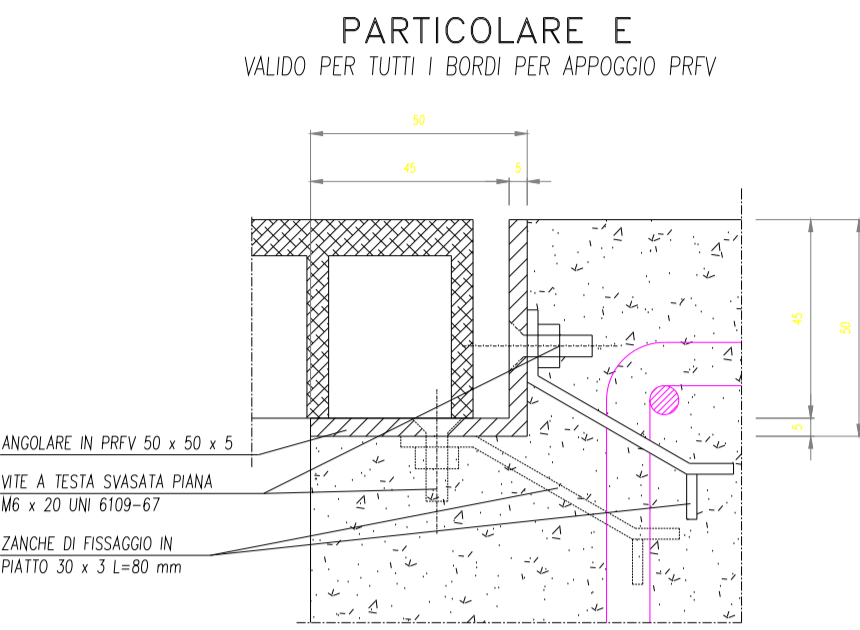 PARTICOLARE E
VALIDO PER TUTTI I BORDI PER APPOGGIO PRFV
50
45
5
45
50
5
ANGOLARE IN PRFV 50 x 50 x 5
VITE A TESTA SVASATA PIANA
M6 x 20 UNI 6109-67
ZANCHE DI FISSAGGIO IN
PIATTO 30 x 3 L=80 mm